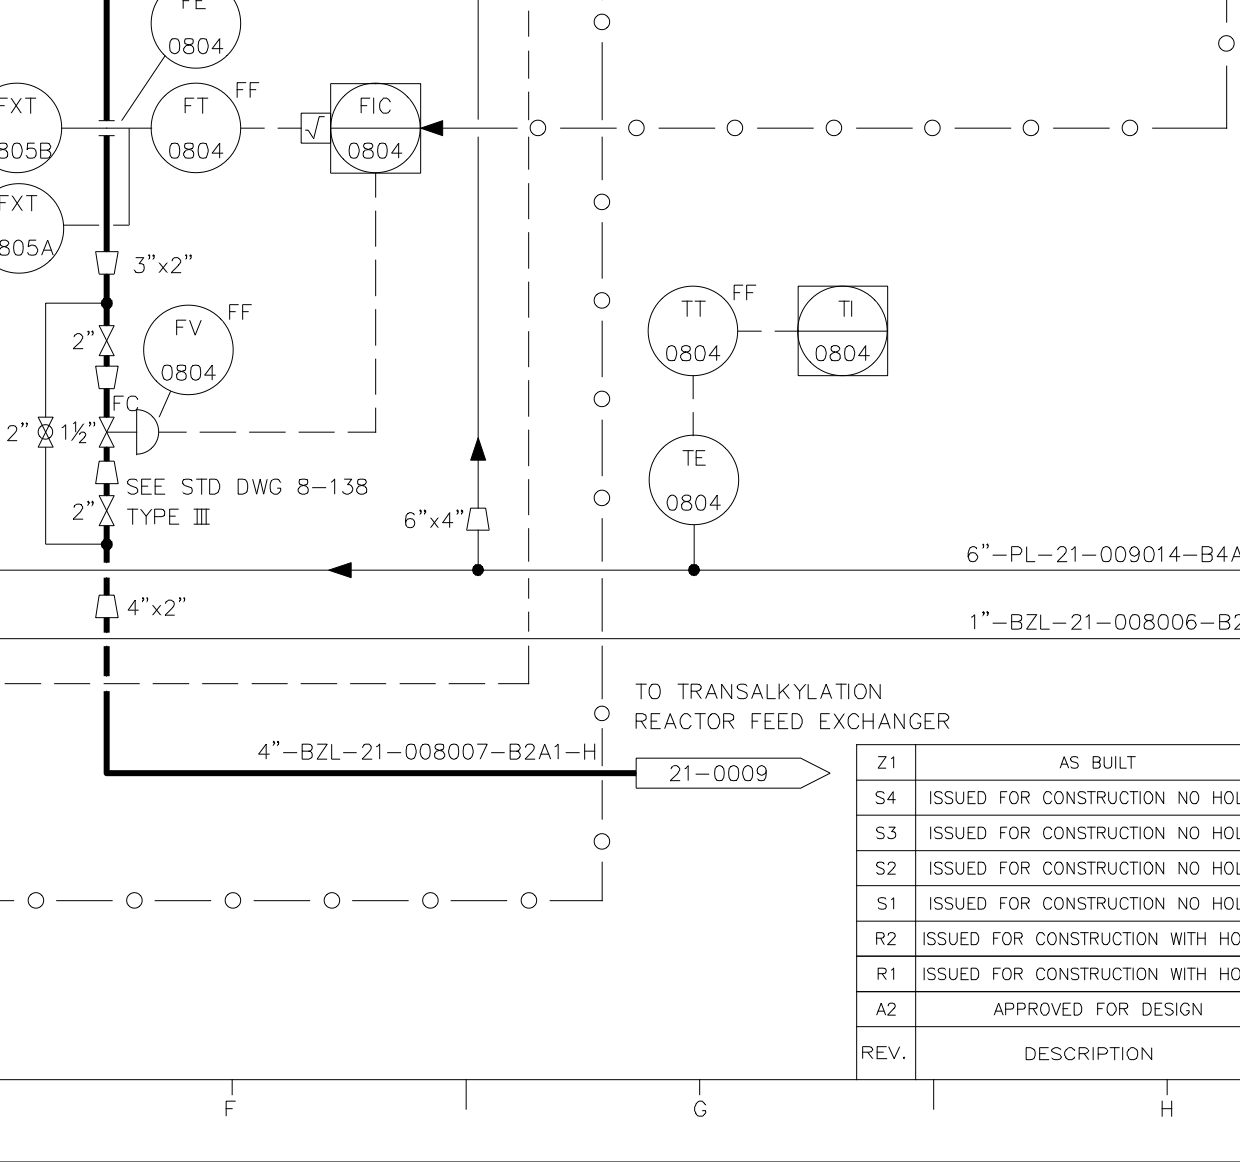 FE
0804
FXT
805B
FT
0804
FF
√
FIC
0804
FXT
805A
3"x2"
2"
FV
0804
FF
FC
2"
1½"
2"
SEE STD DWG 8-138
TYPE III
6"x4"
TT
0804
FF
TI
0804
TE
0804
6"-PL-21-009014-B4A
4"x2"
1"-BZL-21-008006-B2
TO TRANSALKYLATION
REACTOR FEED EXCHANGER
4"-BZL-21-008007-B2A1-H
21-0009
Z1 AS BUILT
S4 ISSUED FOR CONSTRUCTION NO HOL
S3 ISSUED FOR CONSTRUCTION NO HOL
S2 ISSUED FOR CONSTRUCTION NO HOL
S1 ISSUED FOR CONSTRUCTION NO HOL
R2 ISSUED FOR CONSTRUCTION WITH HO
R1 ISSUED FOR CONSTRUCTION WITH HO
A2 APPROVED FOR DESIGN
REV. DESCRIPTION
F G H